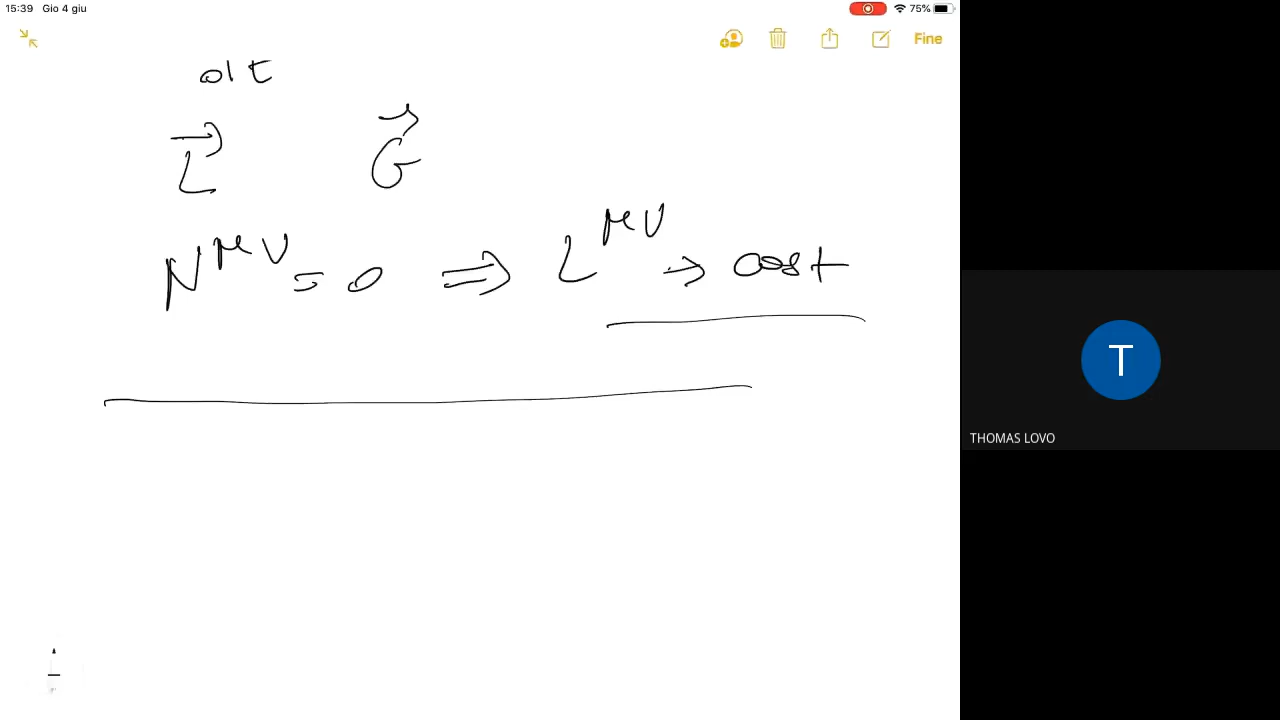 15:39 Gio 4 giu
75%
Fine
dt
→L →G
N^μν = 0 ⇒ L^μν → cost
T
THOMAS LOVO